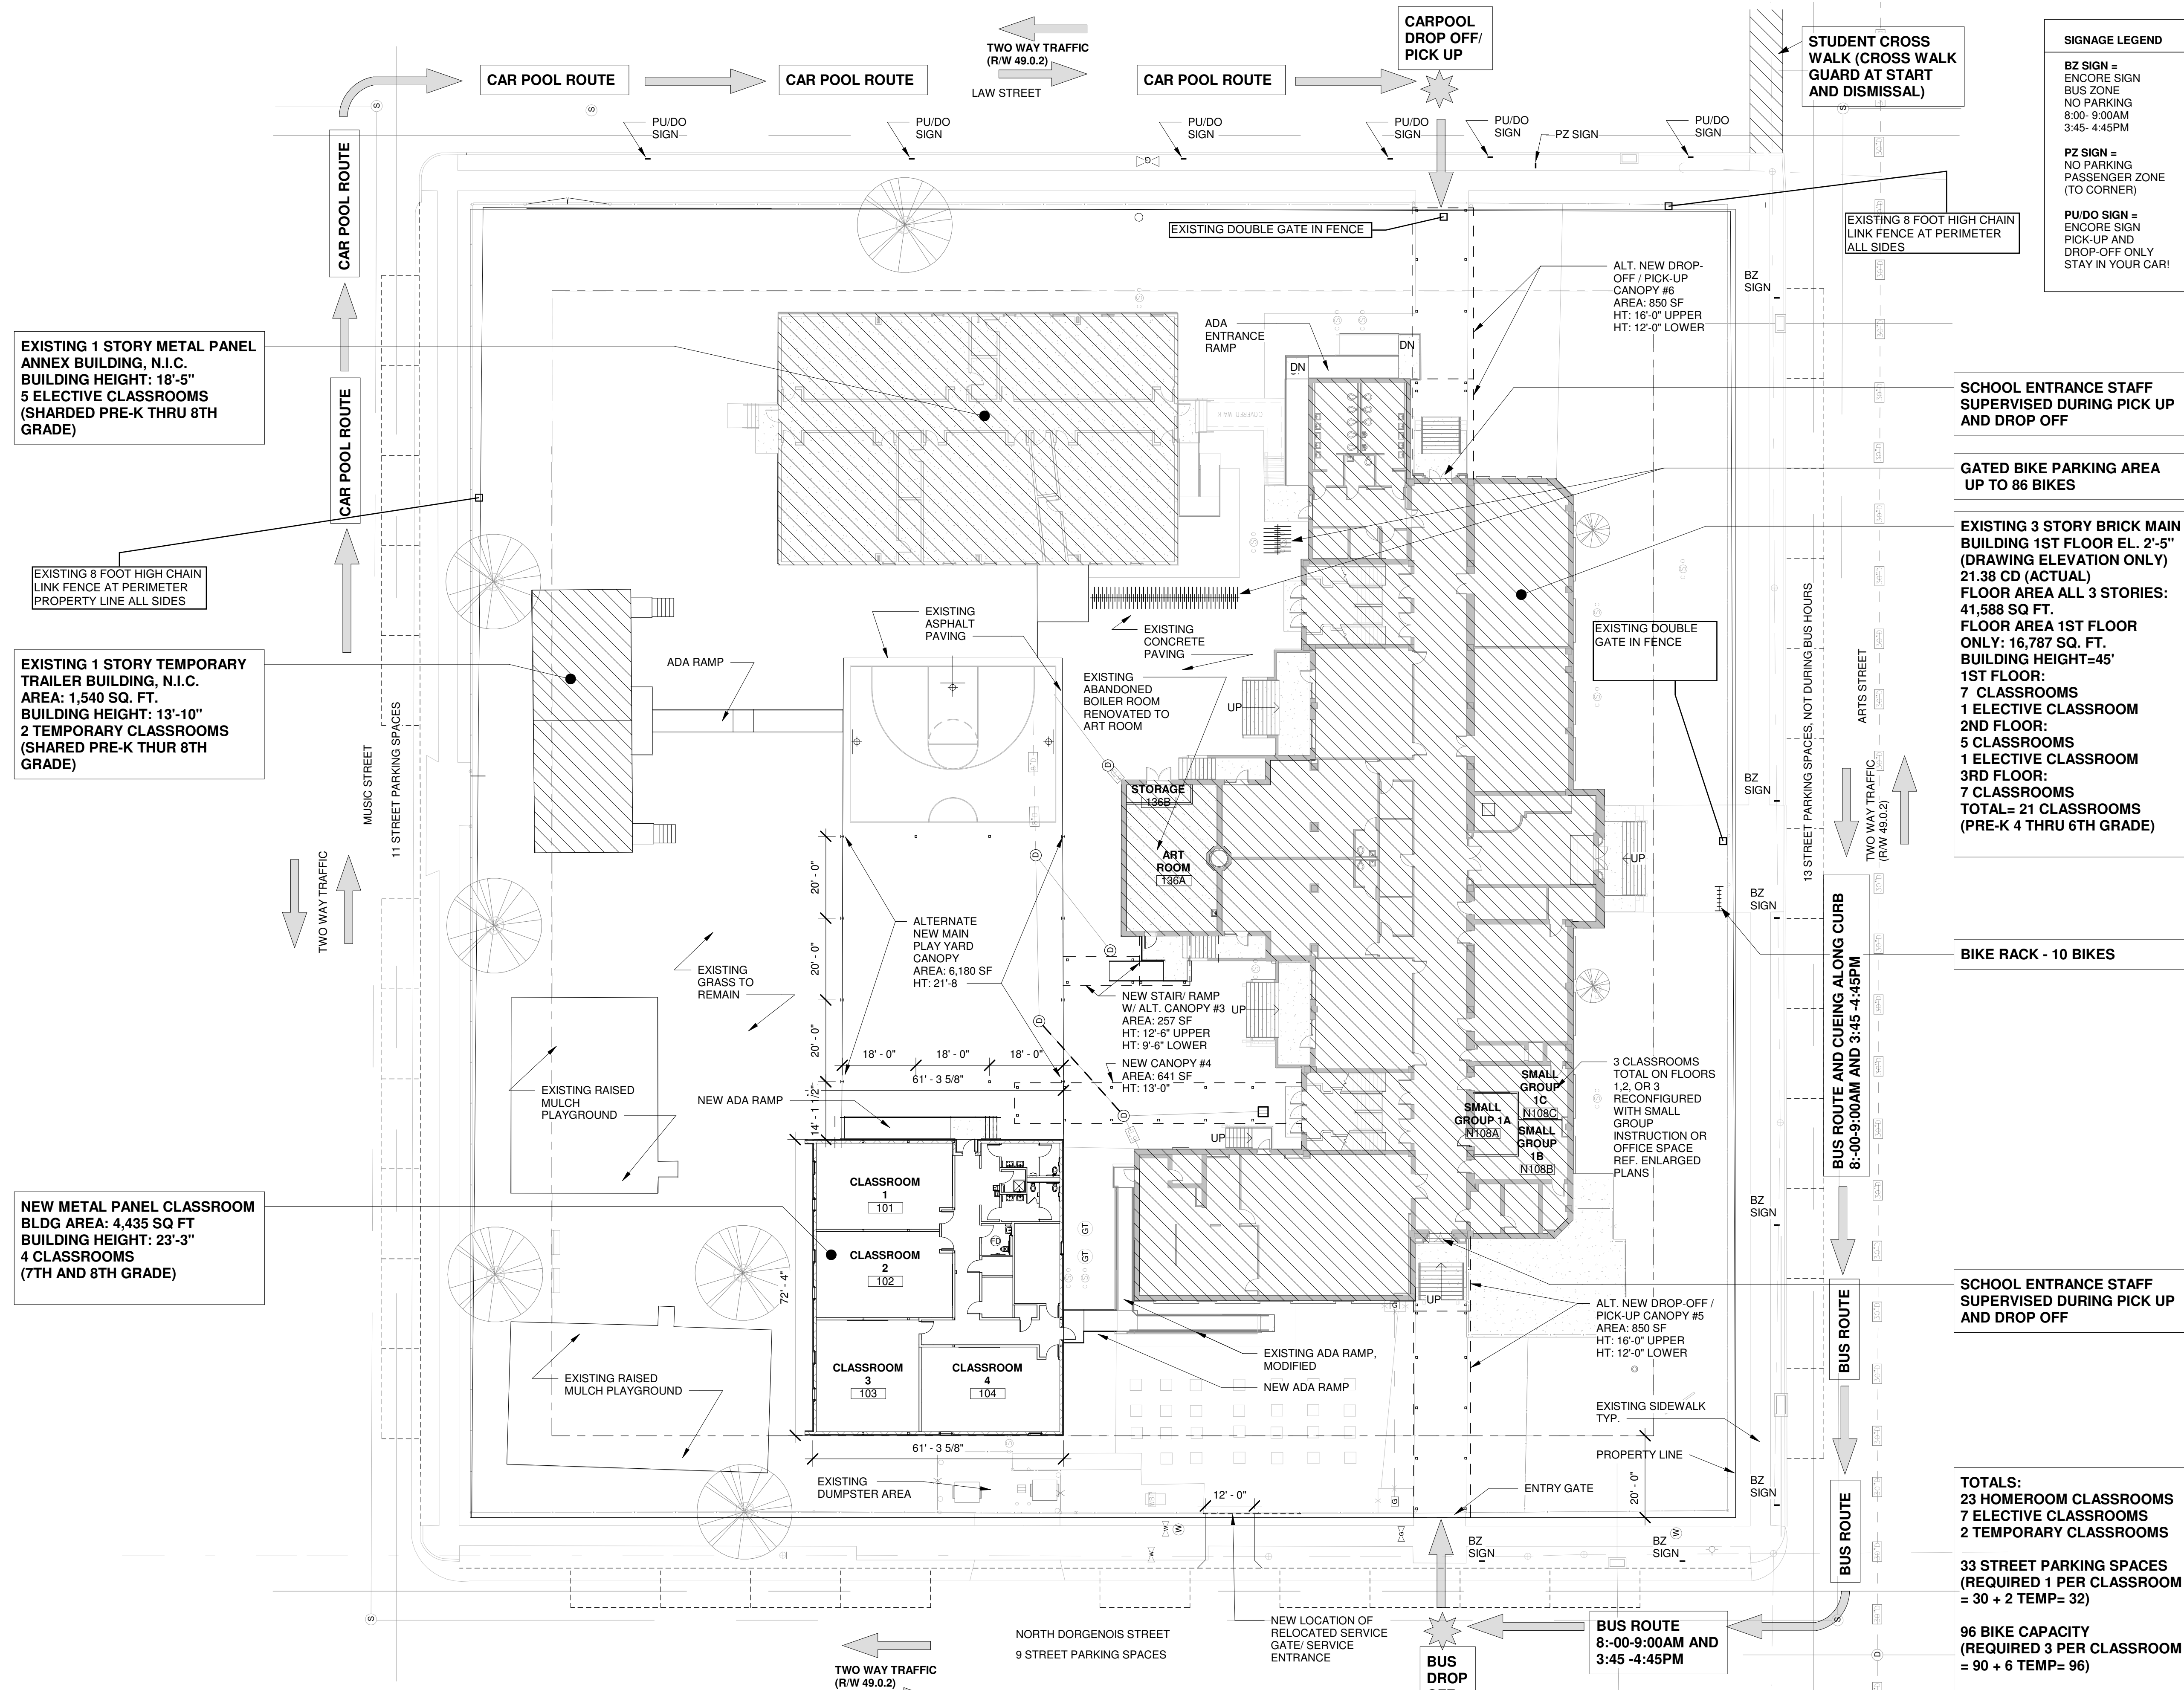 CARPOOL
DROP OFF/
PICK UP
TWO WAY TRAFFIC
(R/W 49.0.2)
LAW STREET
CAR POOL ROUTE
CAR POOL ROUTE
CAR POOL ROUTE
STUDENT CROSS
WALK (CROSS WALK
GUARD AT START
AND DISMISSAL)
SIGNAGE LEGEND
BZ SIGN =
ENCORE SIGN
BUS ZONE
NO PARKING
8:00- 9:00AM
3:45- 4:45PM
PZ SIGN =
NO PARKING
PASSENGER ZONE
(TO CORNER)
PU/DO SIGN =
ENCORE SIGN
PICK-UP AND
DROP-OFF ONLY
STAY IN YOUR CAR!
PU/DO
SIGN
PU/DO
SIGN
PU/DO
SIGN
PU/DO
SIGN
PU/DO
SIGN
PZ SIGN
PU/DO
SIGN
CAR POOL ROUTE
CAR POOL ROUTE
EXISTING DOUBLE GATE IN FENCE
EXISTING 8 FOOT HIGH CHAIN
LINK FENCE AT PERIMETER
ALL SIDES
ALT. NEW DROP-
OFF / PICK-UP
CANOPY #6
AREA: 850 SF
HT: 16'-0" UPPER
HT: 12'-0" LOWER
BZ
SIGN
ADA
ENTRANCE
RAMP
DN
DN
COVERED WALK
EXISTING 1 STORY METAL PANEL
ANNEX BUILDING, N.I.C.
BUILDING HEIGHT: 18'-5"
5 ELECTIVE CLASSROOMS
(SHARDED PRE-K THRU 8TH
GRADE)
SCHOOL ENTRANCE STAFF
SUPERVISED DURING PICK UP
AND DROP OFF
GATED BIKE PARKING AREA
UP TO 86 BIKES
EXISTING 3 STORY BRICK MAIN
BUILDING 1ST FLOOR EL. 2'-5"
(DRAWING ELEVATION ONLY)
21.38 CD (ACTUAL)
FLOOR AREA ALL 3 STORIES:
41,588 SQ FT.
FLOOR AREA 1ST FLOOR
ONLY: 16,787 SQ. FT.
BUILDING HEIGHT=45'
1ST FLOOR:
7 CLASSROOMS
1 ELECTIVE CLASSROOM
2ND FLOOR:
5 CLASSROOMS
1 ELECTIVE CLASSROOM
3RD FLOOR:
7 CLASSROOMS
TOTAL= 21 CLASSROOMS
(PRE-K 4 THRU 6TH GRADE)
EXISTING 8 FOOT HIGH CHAIN
LINK FENCE AT PERIMETER
PROPERTY LINE ALL SIDES
EXISTING 1 STORY TEMPORARY
TRAILER BUILDING, N.I.C.
AREA: 1,540 SQ. FT.
BUILDING HEIGHT: 13'-10"
2 TEMPORARY CLASSROOMS
(SHARED PRE-K THUR 8TH
GRADE)
MUSIC STREET
11 STREET PARKING SPACES
TWO WAY TRAFFIC
ADA RAMP
EXISTING
ASPHALT
PAVING
EXISTING
CONCRETE
PAVING
EXISTING
ABANDONED
BOILER ROOM
RENOVATED TO
ART ROOM
UP
EXISTING DOUBLE
GATE IN FENCE
13 STREET PARKING SPACES, NOT DURING BUS HOURS
ARTS STREET
TWO WAY TRAFFIC
(R/W 49.0.2)
BZ
SIGN
STORAGE
136B
ART
ROOM
136A
UP
BZ
SIGN
BIKE RACK - 10 BIKES
BUS ROUTE AND CUEING ALONG CURB
8:-00-9:00AM AND 3:45 -4:45PM
20' - 0"
20' - 0"
20' - 0"
ALTERNATE
NEW MAIN
PLAY YARD
CANOPY
AREA: 6,180 SF
HT: 21'-8
EXISTING
GRASS TO
REMAIN
NEW STAIR/ RAMP
W/ ALT. CANOPY #3
AREA: 257 SF
HT: 12'-6" UPPER
HT: 9'-6" LOWER
UP
NEW CANOPY #4
AREA: 641 SF
HT: 13'-0"
18' - 0"
18' - 0"
18' - 0"
61' - 3 5/8"
14' - 1 1/2"
NEW ADA RAMP
EXISTING RAISED
MULCH
PLAYGROUND
UP
SMALL
GROUP
1C
N108C
SMALL
GROUP 1A
N108A
SMALL
GROUP
1B
N108B
3 CLASSROOMS
TOTAL ON FLOORS
1,2, OR 3
RECONFIGURED
WITH SMALL
GROUP
INSTRUCTION OR
OFFICE SPACE
REF. ENLARGED
PLANS
NEW METAL PANEL CLASSROOM
BLDG AREA: 4,435 SQ FT
BUILDING HEIGHT: 23'-3"
4 CLASSROOMS
(7TH AND 8TH GRADE)
CLASSROOM
1
101
CLASSROOM
2
102
CLASSROOM
3
103
CLASSROOM
4
104
FD
GT
GT
72' - 4"
61' - 3 5/8"
BZ
SIGN
SCHOOL ENTRANCE STAFF
SUPERVISED DURING PICK UP
AND DROP OFF
BUS ROUTE
UP
ALT. NEW DROP-OFF /
PICK-UP CANOPY #5
AREA: 850 SF
HT: 16'-0" UPPER
HT: 12'-0" LOWER
EXISTING ADA RAMP,
MODIFIED
NEW ADA RAMP
EXISTING RAISED
MULCH PLAYGROUND
EXISTING SIDEWALK
TYP.
PROPERTY LINE
EXISTING
DUMPSTER AREA
12' - 0"
ENTRY GATE
20' - 0"
BZ
SIGN
BUS ROUTE
BZ
SIGN
BZ
SIGN
TOTALS:
23 HOMEROOM CLASSROOMS
7 ELECTIVE CLASSROOMS
2 TEMPORARY CLASSROOMS
33 STREET PARKING SPACES
(REQUIRED 1 PER CLASSROOM
= 30 + 2 TEMP= 32)
96 BIKE CAPACITY
(REQUIRED 3 PER CLASSROOM
= 90 + 6 TEMP= 96)
NORTH DORGENOIS STREET
9 STREET PARKING SPACES
TWO WAY TRAFFIC
(R/W 49.0.2)
NEW LOCATION OF
RELOCATED SERVICE
GATE/ SERVICE
ENTRANCE
BUS
DROP
BUS ROUTE
8:-00-9:00AM AND
3:45 -4:45PM